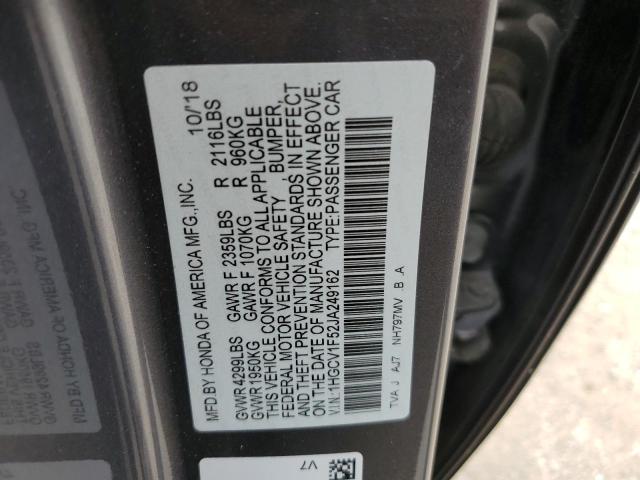 MFD.BY HONDA OF AMERICA MFG.,INC. 10/'18
GVWR 4299LBS GAWR F 2359LBS R 2116LBS
GVWR 1950KG GAWR F 1070KG R 960KG
THIS VEHICLE CONFORMS TO ALL APPLICABLE
FEDERAL MOTOR VEHICLE SAFETY BUMPER,
AND THEFT PREVENTION STANDARDS IN EFFECT
ON THE DATE OF MANUFACTURE SHOWN ABOVE.
V.I.N.:1HGCV1F52JA249162 TYPE:PASSENGER CAR
TVA J AJ7 NH797MV B A
V7